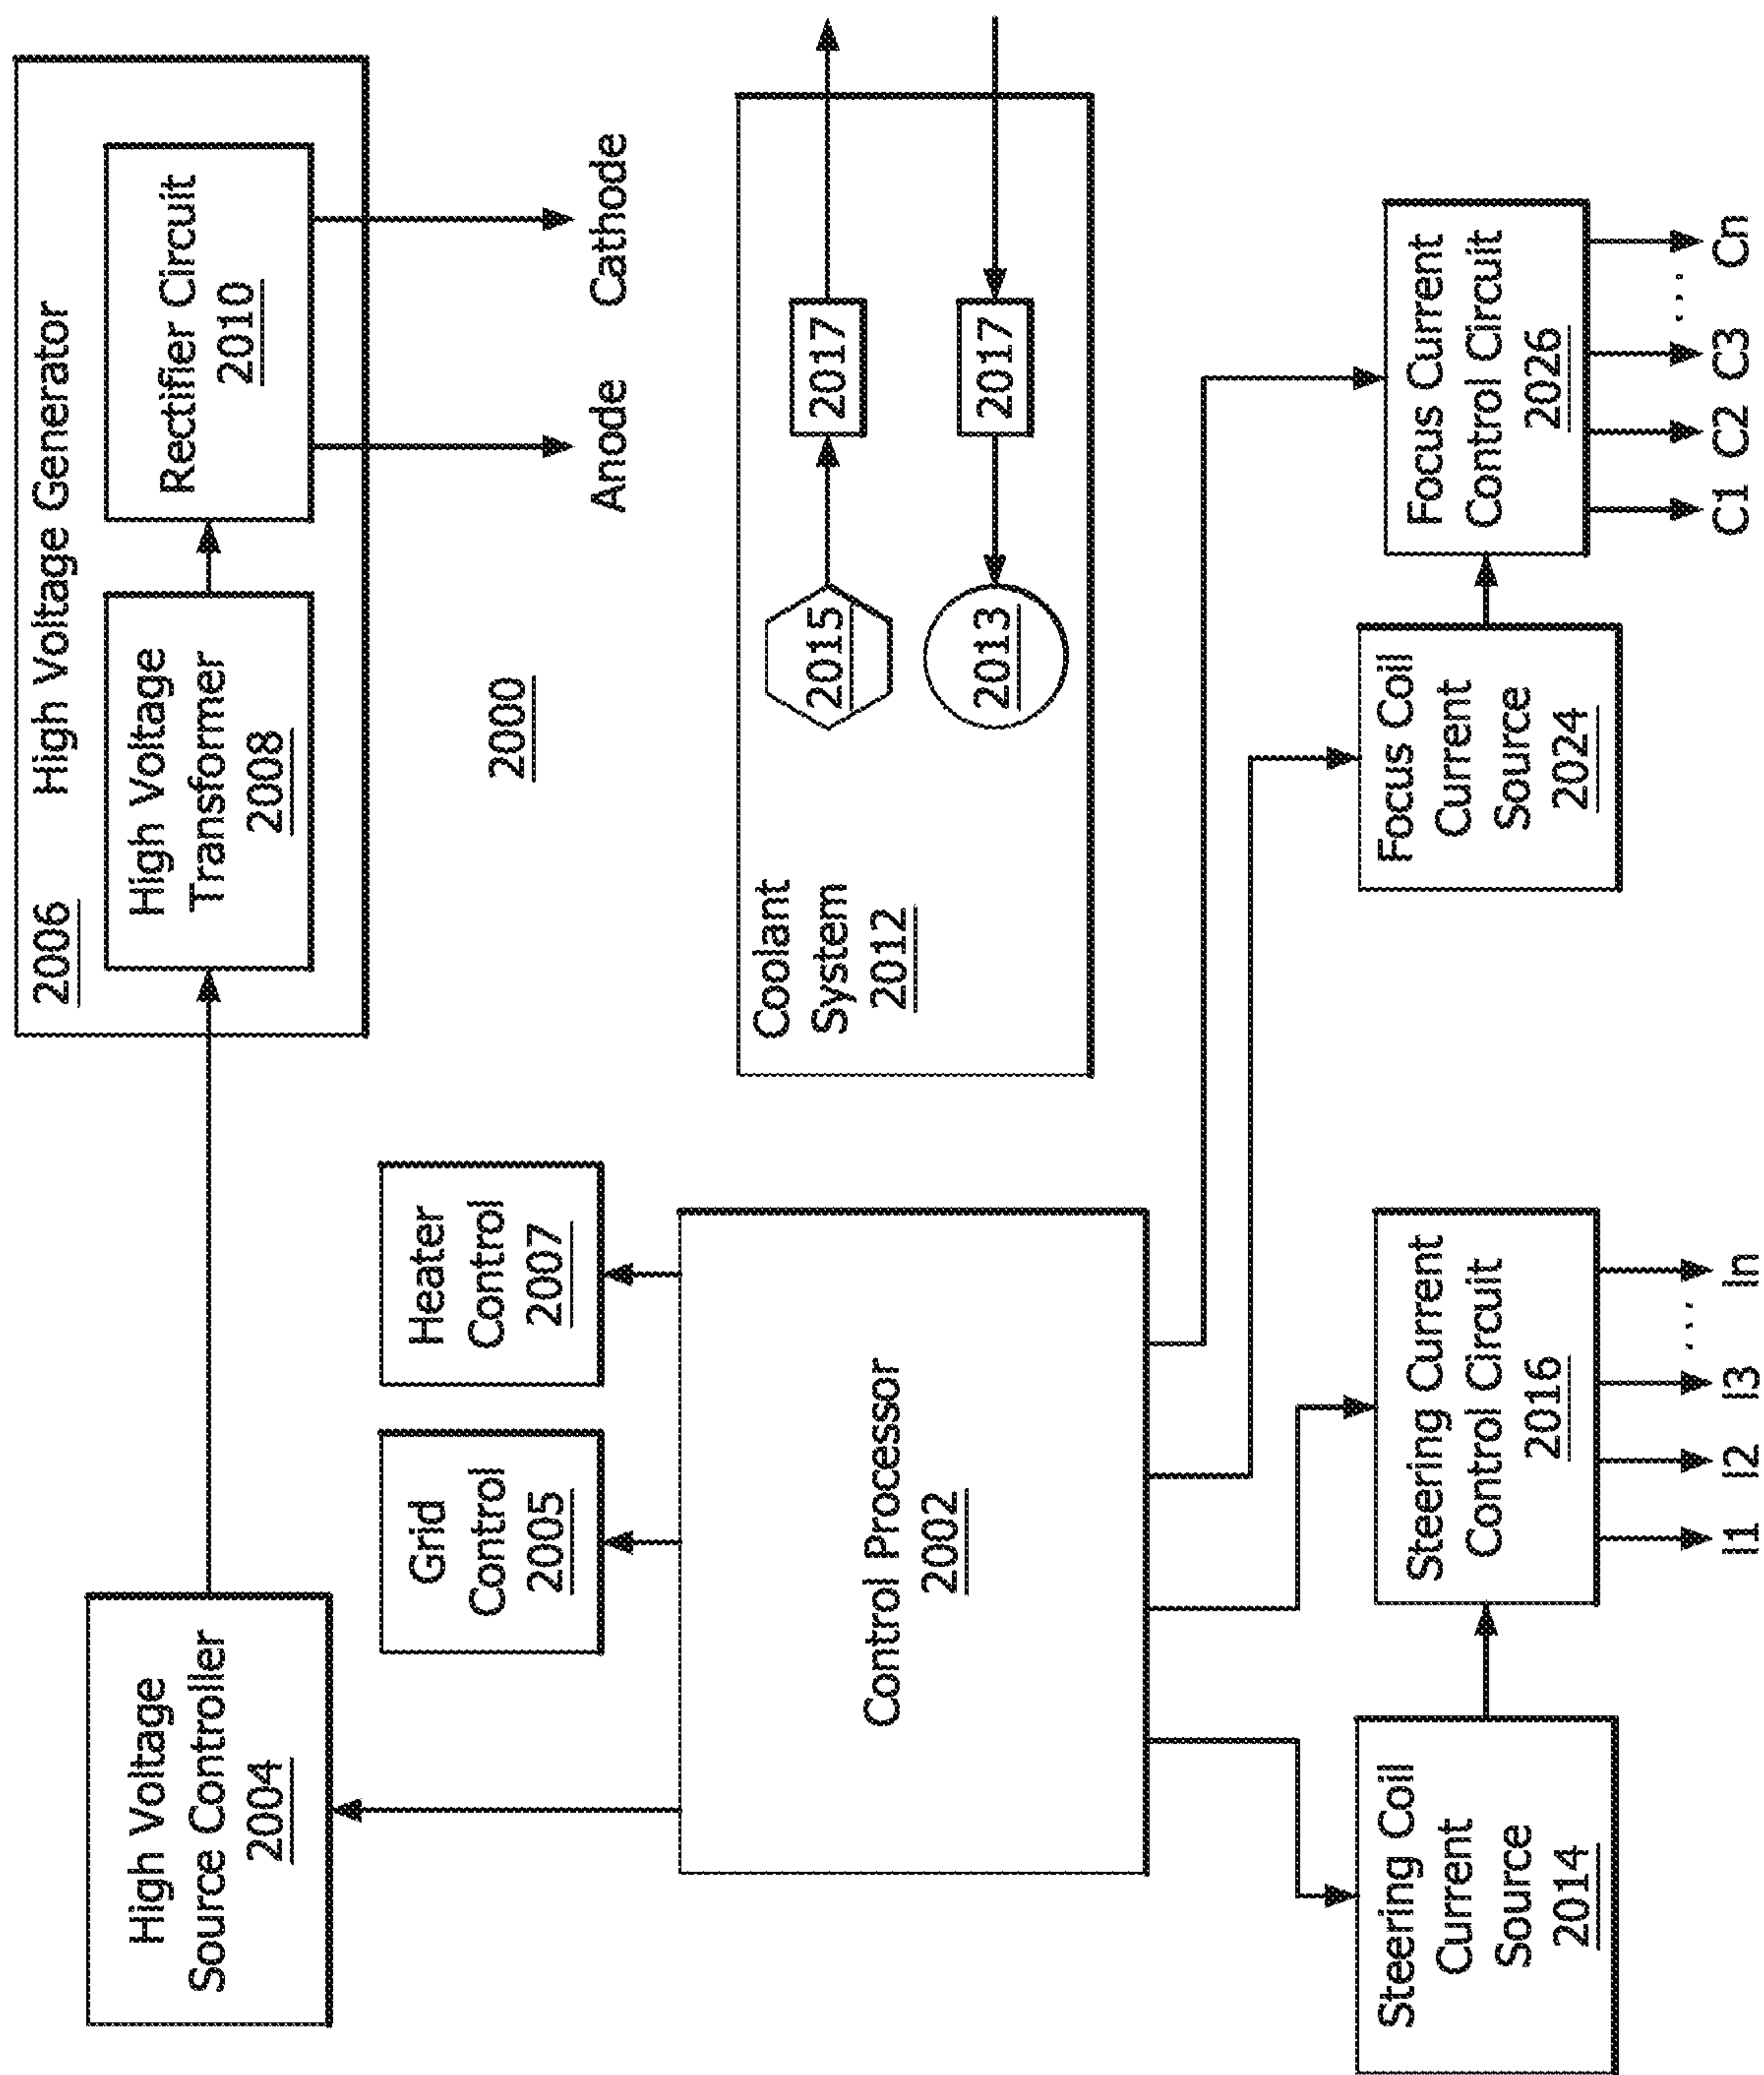 High Voltage
Source Controller
2004
2006
High Voltage Generator
High Voltage
Transformer
2008
Rectifier Circuit
2010
Grid
Control
2005
Heater
Control
2007
2000
Anode
Cathode
Control Processor
2002
Coolant
System
2012
2015
2017
2013
2017
Steering Coil
Current
Source
2014
Steering Current
Control Circuit
2016
I1 I2 I3 .... In
Focus Coil
Current
Source
2024
Focus Current
Control Circuit
2026
C1 C2 C3 .... Cn